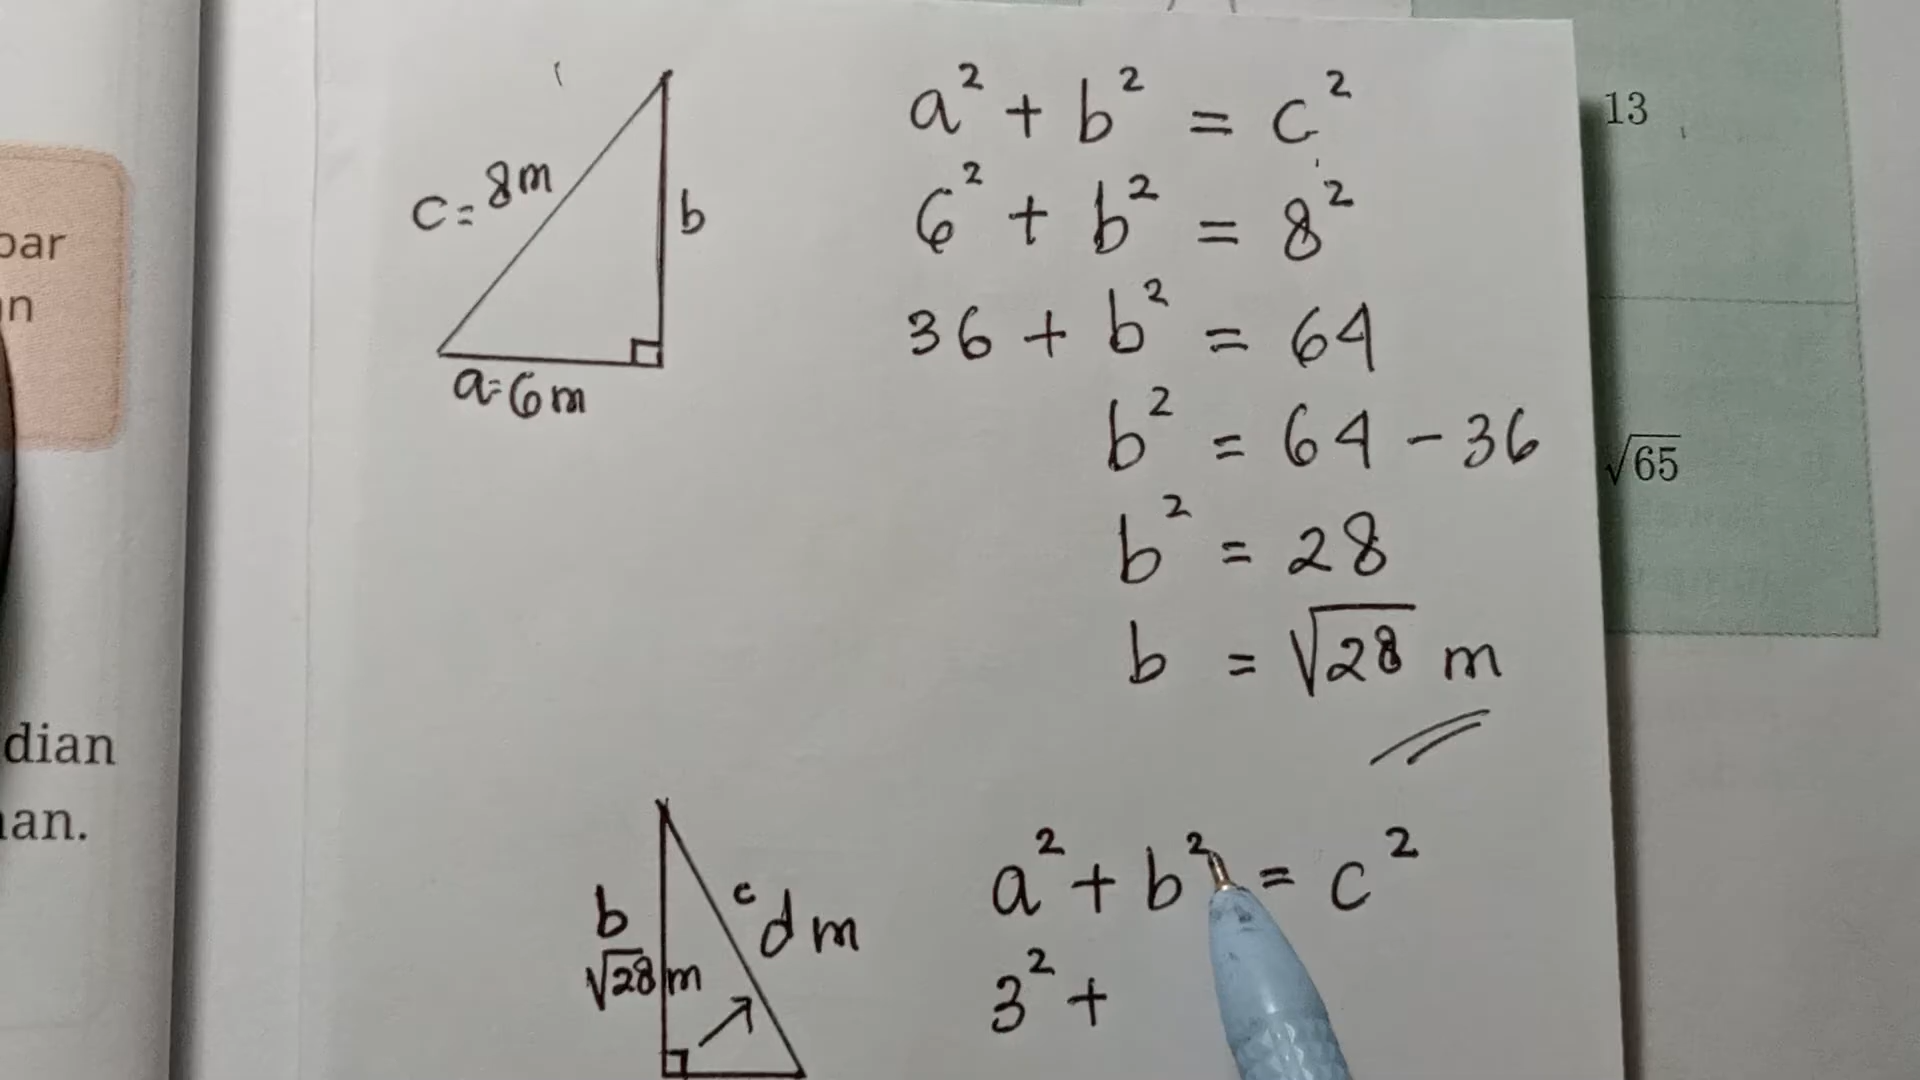 bar
n
dian
an.
c = 8m
b
a = 6m
a² + b² = c²
6² + b² = 8²
36 + b² = 64
b² = 64 - 36
b² = 28
b = √28 m
13
√65
b
√28 m
c
d m
a² + b² = c²
3² +